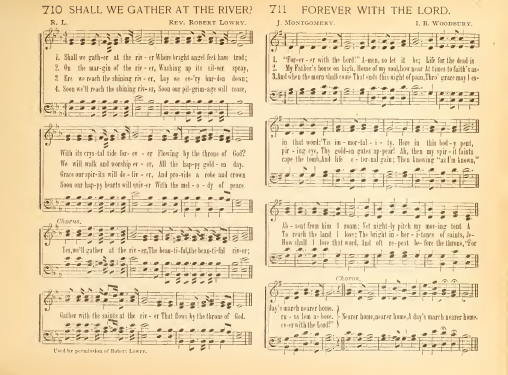 710 SHALL WE GATHER AT THE RIVER?
R. L. REV. ROBERT LOWRY.
1. Shall we gath-er at the riv-er Where bright angel feet have trod;
2. On the mar-gin of the riv-er, Washing up its sil-ver spray,
3. Ere we reach the shining riv-er, Lay we ev-'ry bur-den down;
4. Soon we'll reach the shining riv-er, Soon our pil-grim-age will cease,
With its crys-tal tide for-ev-er Flowing by the throne of God?
We will walk and worship ev-er, All the hap-py gold-en day.
Grace our spir-its will de-liv-er, And pro-vide a robe and crown
Soon our hap-py hearts will quiv-er With the mel-o-dy of peace.
Chorus.
Yes, we'll gather at the riv-er, The beau-ti-ful, the beau-ti-ful riv-er;
Gather with the saints at the riv-er That flows by the throne of God.
Used by permission of Robert Lowry.
711 FOREVER WITH THE LORD.
J. MONTGOMERY. I. B. WOODBURY.
1. "For-ev-er with the Lord!" A-men, so let it be; Life for the dead is
2. My Father's house on high, Home of my soul, how near At times to faith's as-
3. And when the morn shall come That ends this night of pain, Thro' grace may I es-
in that word: 'Tis im-mor-tal-i-ty. Here in this bod-y pent,
pir-ing eye, Thy gold-en gates ap-pear! Ah, then my spir-it faints
cape the tomb, And life e-ter-nal gain; Then knowing "as I'm known,"
Ab-sent from him I roam; Yet night-ly pitch my mov-ing tent A
To reach the land I love; The bright in-her-i-tance of saints, Je-
How shall I love that word, And oft re-peat be-fore the throne, "For
Chorus.
day's march nearer home.
ru-sa-lem a-bove. Nearer home, nearer home, A day's march nearer home.
ev-er with the Lord!"